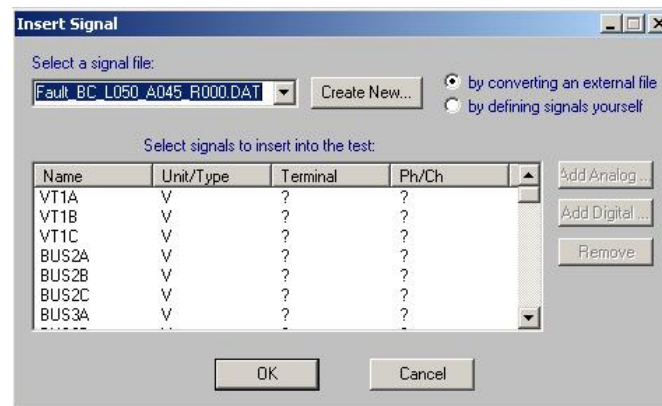 Insert Signal
Select a signal file:
Fault_BC_L050_A045_R000.DAT
Create New...
by converting an external file
by defining signals yourself
Select signals to insert into the test:
Name Unit/Type Terminal Ph/Ch
VT1A V ? ?
VT1B V ? ?
VT1C V ? ?
BUS2A V ? ?
BUS2B V ? ?
BUS2C V ? ?
BUS3A V ? ?
Add Analog ...
Add Digital ...
Remove
OK Cancel